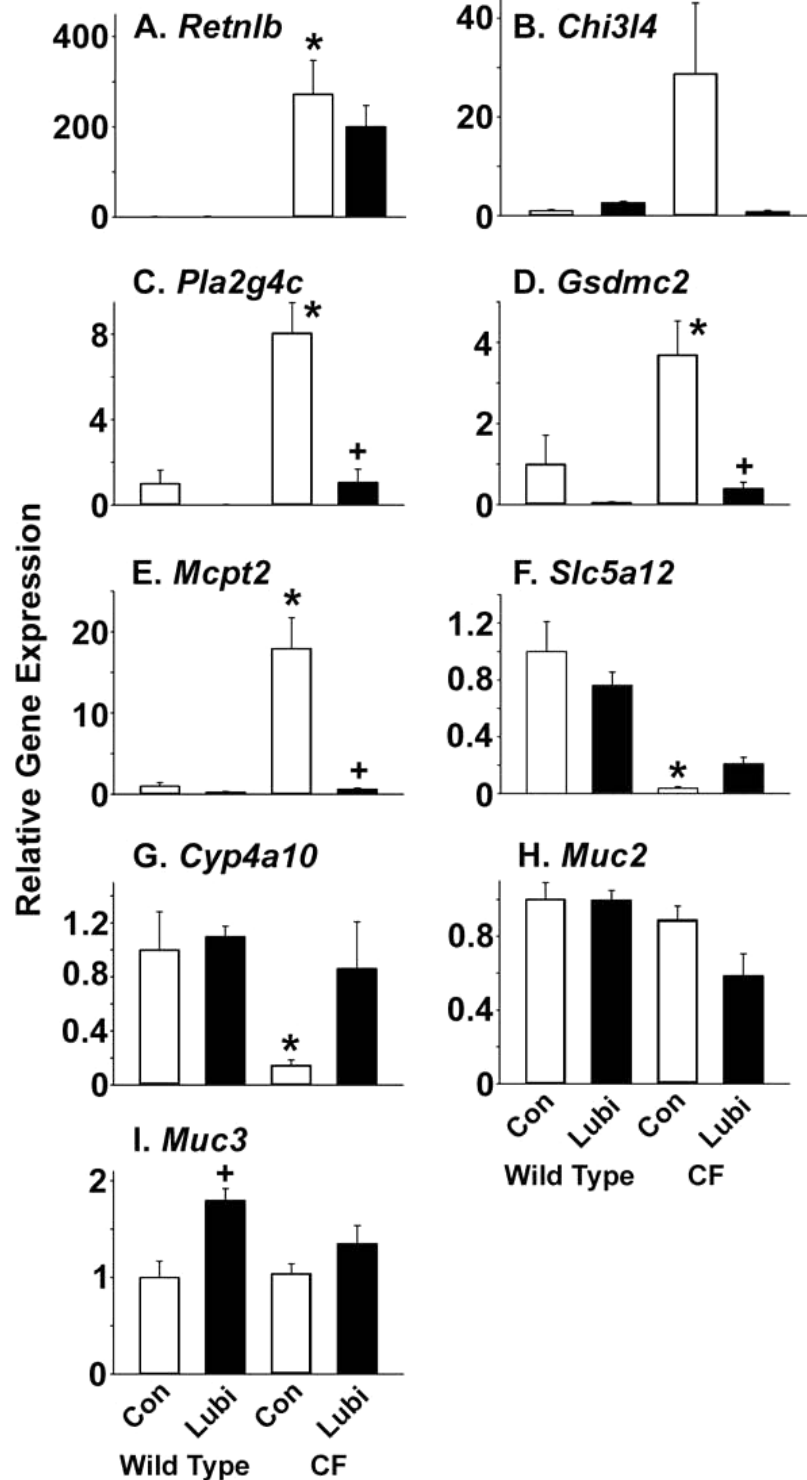 A. Retnlb
400
200
0
*
B. Chi3l4
40
20
0
C. Pla2g4c
8
4
0
*
+
D. Gsdmc2
4
2
0
*
+
E. Mcpt2
20
10
0
*
+
F. Slc5a12
1.2
0.8
0.4
0
*
G. Cyp4a10
1.2
0.8
0.4
0
*
H. Muc2
0.8
0.4
0
Con Lubi Con Lubi
Wild Type CF
I. Muc3
2
1
0
+
Con Lubi Con Lubi
Wild Type CF
Relative Gene Expression